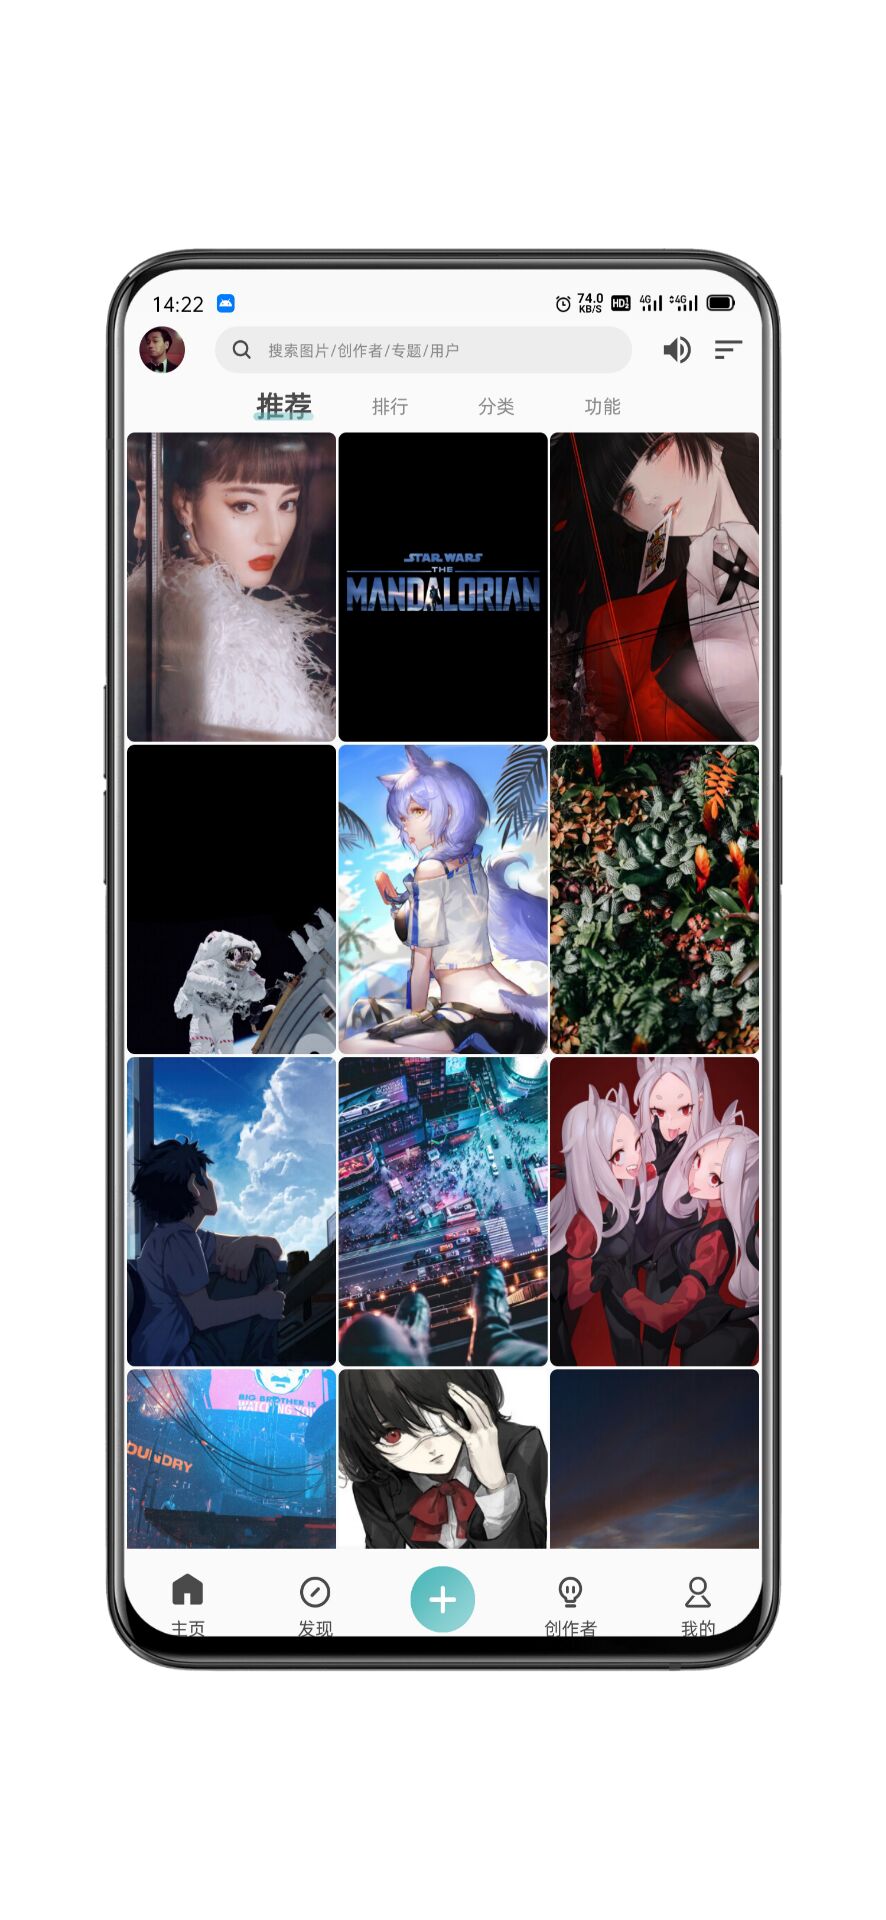 14:22
74.0
KB/S
HD
4G
4G
搜索图片/创作者/专题/用户
推荐 排行 分类 功能
STAR WARS
THE
MANDALORIAN
BIG BROTHER IS
WATCHING YOU
OUNDRY
主页 发现 创作者 我的